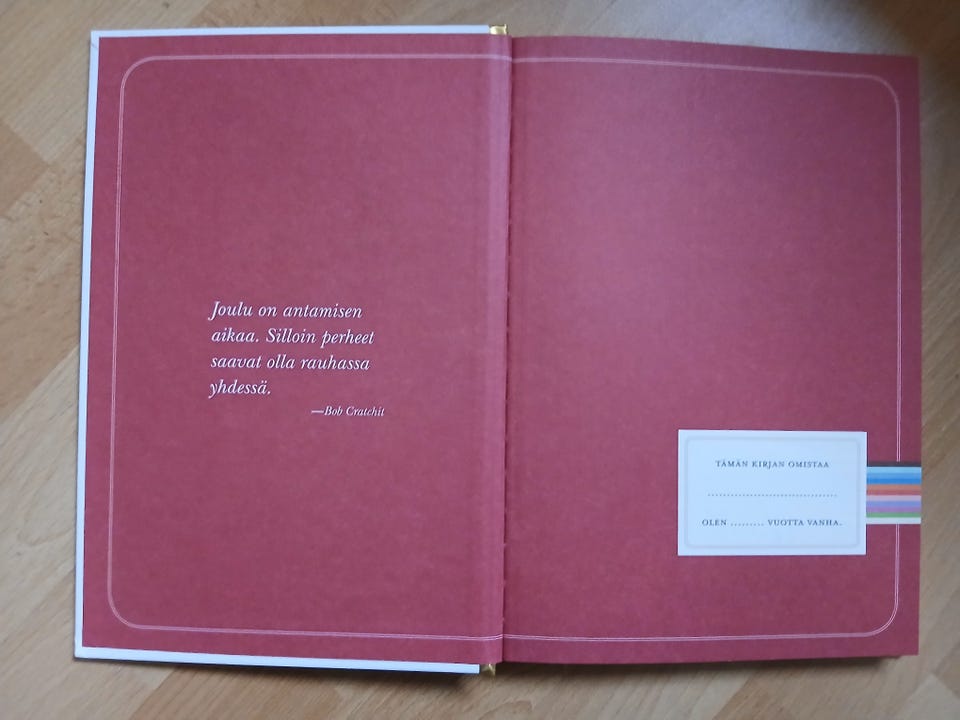 Joulu on antamisen
aikaa. Silloin perheet
saavat olla rauhassa
yhdessä.
—Bob Cratchit
TÄMÄN KIRJAN OMISTAA
..................................
OLEN ......... VUOTTA VANHA.